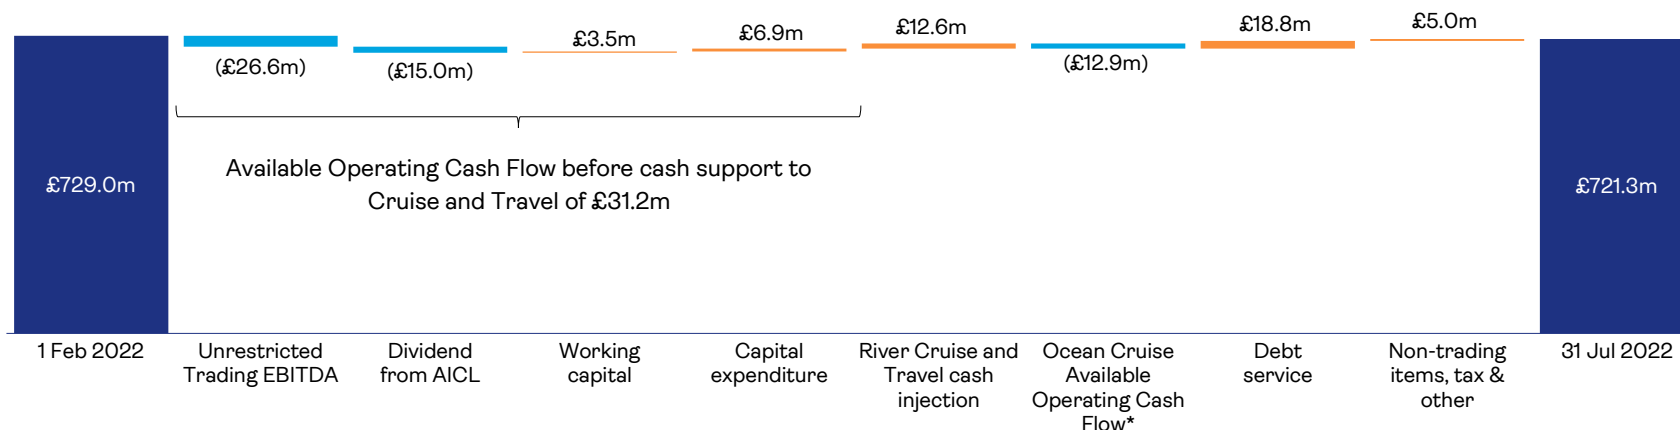 £3.5m
£6.9m
£12.6m
£18.8m
£5.0m
(£26.6m)
(£15.0m)
(£12.9m)
Available Operating Cash Flow before cash support to
Cruise and Travel of £31.2m
£729.0m
£721.3m
1 Feb 2022
Unrestricted
Trading EBITDA
Dividend
from AICL
Working
capital
Capital
expenditure
River Cruise and
Travel cash
injection
Ocean Cruise
Available
Operating Cash
Flow*
Debt
service
Non-trading
items, tax &
other
31 Jul 2022